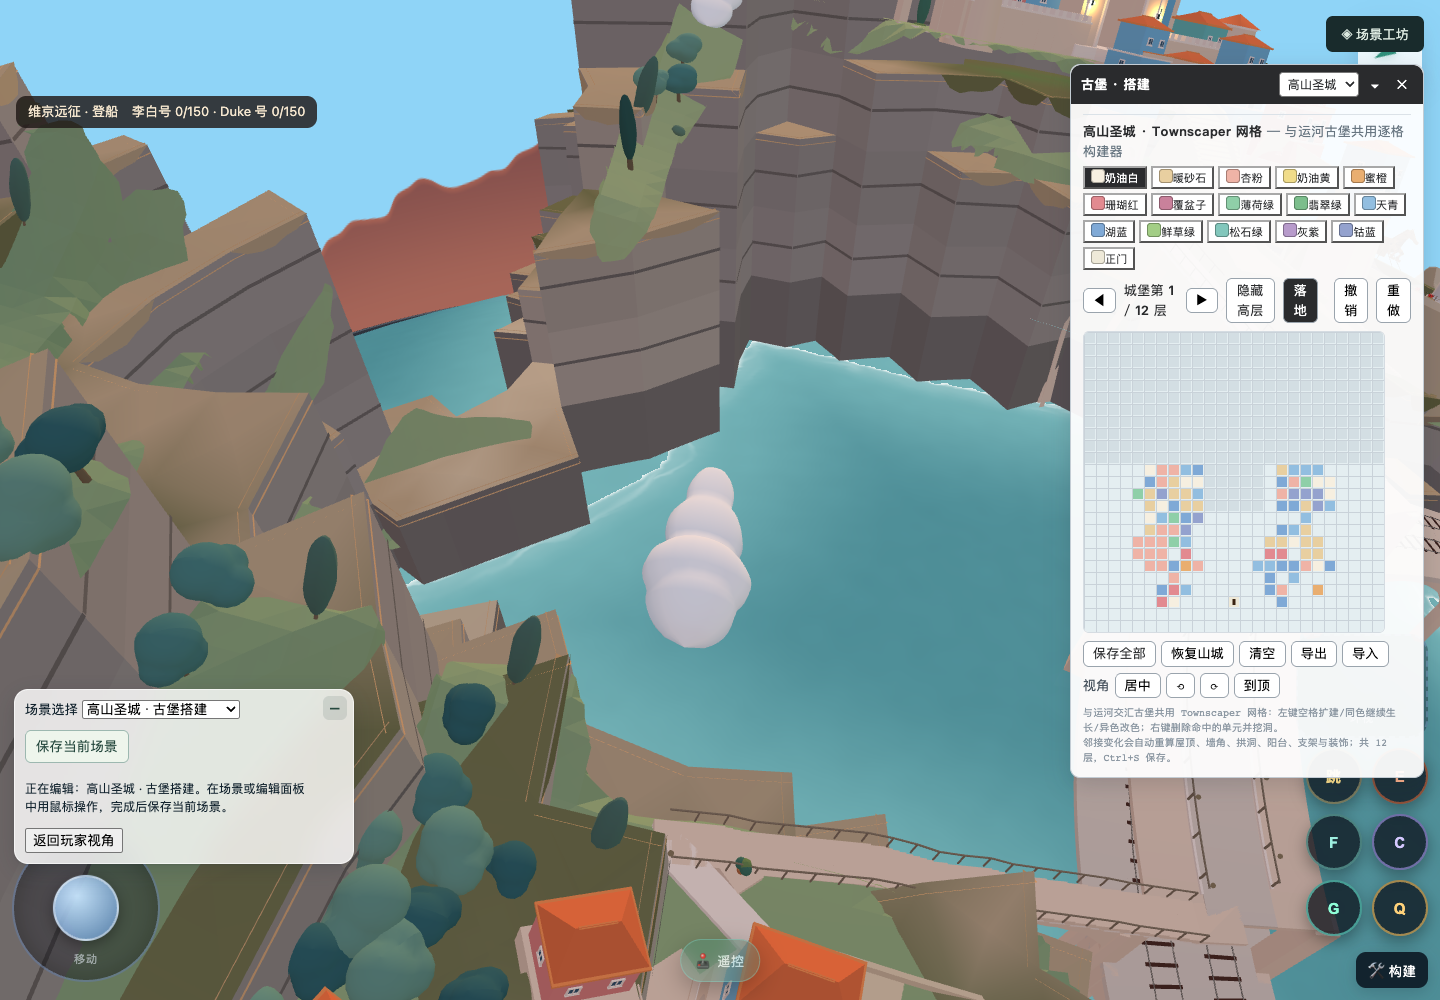 ◈ 场景工坊
维京远征 · 登船 李白号 0/150 · Duke 号 0/150
古堡 · 搭建
高山圣城
高山圣城 · Townscaper 网格 — 与运河古堡共用逐格
构建器
奶油白 暖砂石 杏粉 奶油黄 蜜橙
珊瑚红 覆盆子 薄荷绿 翡翠绿 天青
湖蓝 鲜草绿 松石绿 灰紫 钴蓝
正门
◀ 城堡第 1 / 12 层 ▶ 隐藏高层 落地 撤销 重做
保存全部 恢复山城 清空 导出 导入
视角 居中 ⟲ ⟳ 到顶
与运河交汇古堡共用 Townscaper 网格：左键空格扩建/同色继续生
长/异色改色；右键删除命中的单元并挖洞。
邻接变化会自动重算屋顶、墙角、拱洞、阳台、支架与装饰；共 12
层，Ctrl+S 保存。
场景选择 高山圣城 · 古堡搭建
保存当前场景
正在编辑：高山圣城 · 古堡搭建。在场景或编辑面板
中用鼠标操作，完成后保存当前场景。
返回玩家视角
移动
遥控
跳 E
F C
G Q
构建